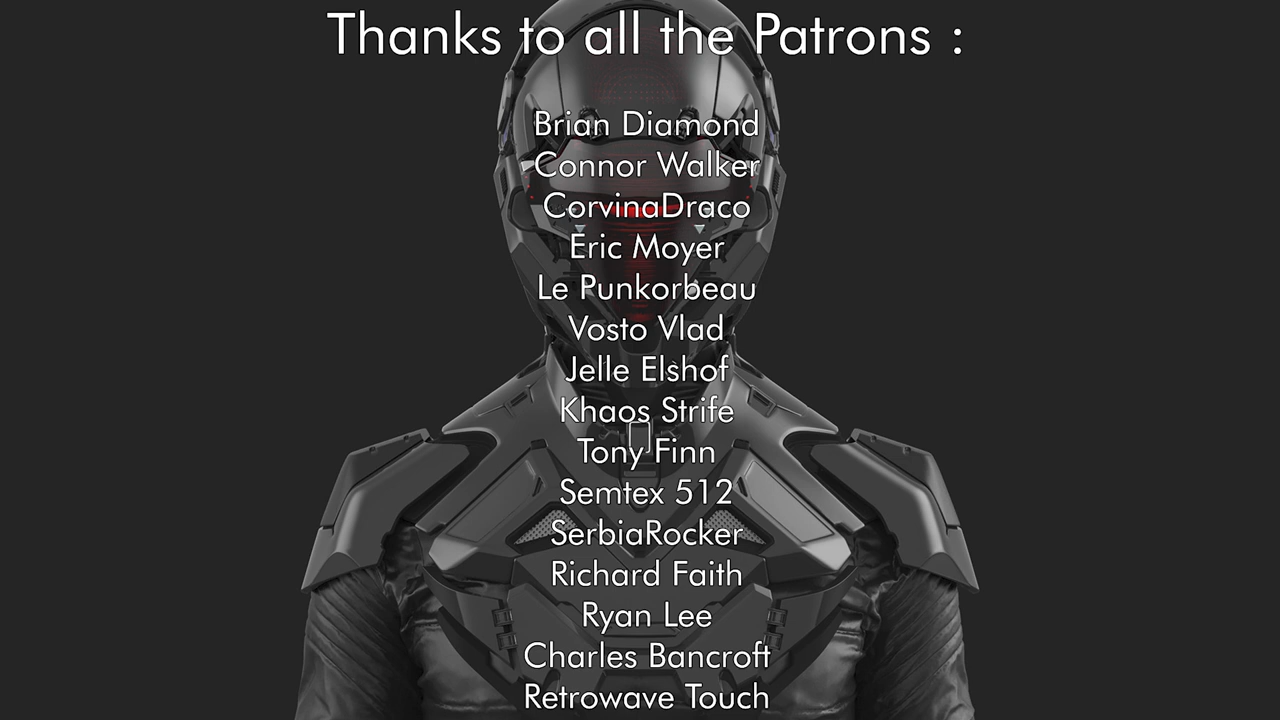 Thanks to all the Patrons :
Brian Diamond
Connor Walker
CorvinaDraco
Eric Moyer
Le Punkorbeau
Vosto Vlad
Jelle Elshof
Khaos Strife
Tony Finn
Semtex 512
SerbiaRocker
Richard Faith
Ryan Lee
Charles Bancroft
Retrowave Touch